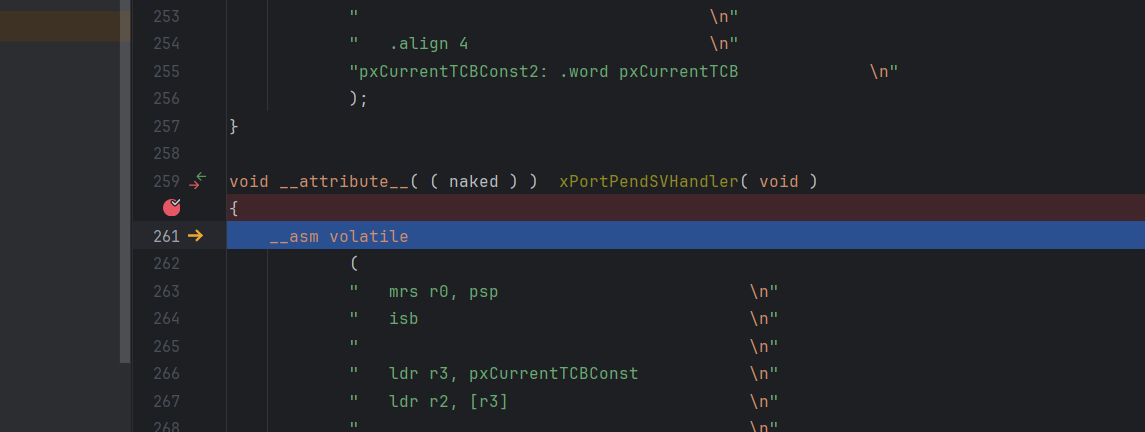 253 " \n"
254 " .align 4 \n"
255 "pxCurrentTCBConst2: .word pxCurrentTCB \n"
256 );
257 }
258
259 void __attribute__( ( naked ) ) xPortPendSVHandler( void )
{
261 __asm volatile
262 (
263 " mrs r0, psp \n"
264 " isb \n"
265 " \n"
266 " ldr r3, pxCurrentTCBConst \n"
267 " ldr r2, [r3] \n"
268 " \n"